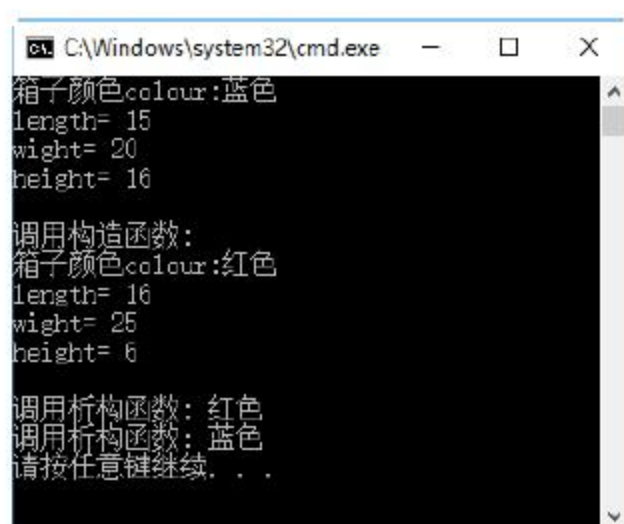 C:\Windows\system32\cmd.exe
箱子颜色colour:蓝色
length= 15
wight= 20
height= 16
调用构造函数:
箱子颜色colour:红色
length= 16
wight= 25
height= 6
调用析构函数: 红色
调用析构函数: 蓝色
请按任意键继续. . .